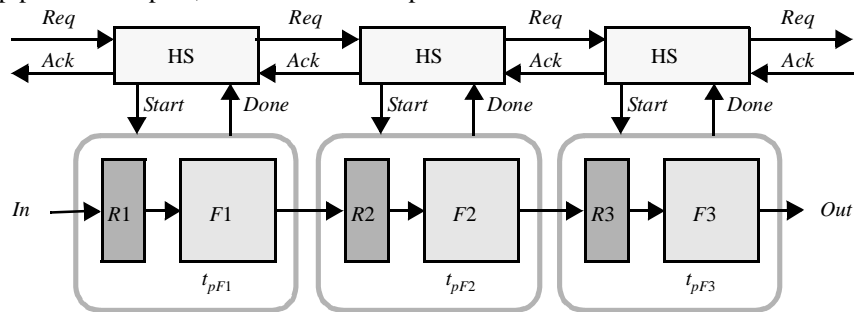 Req Req Req Req
HS HS HS
Ack Ack Ack Ack
Start Done Start Done Start Done
In R1 F1 R2 F2 R3 F3 Out
tpF1 tpF2 tpF3